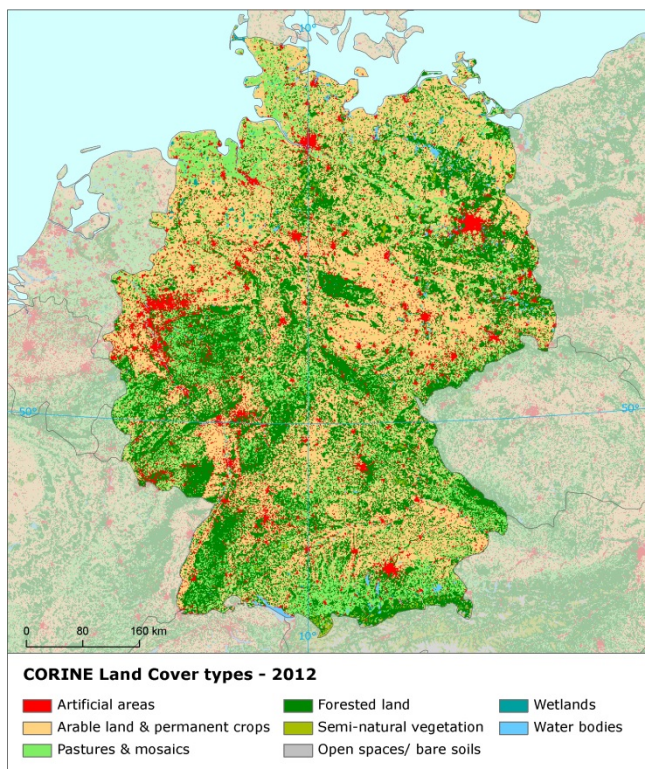 10°
50°
50°
10°
0 80 160 km
CORINE Land Cover types - 2012
Artificial areas
Forested land
Wetlands
Arable land & permanent crops
Semi-natural vegetation
Water bodies
Pastures & mosaics
Open spaces/ bare soils